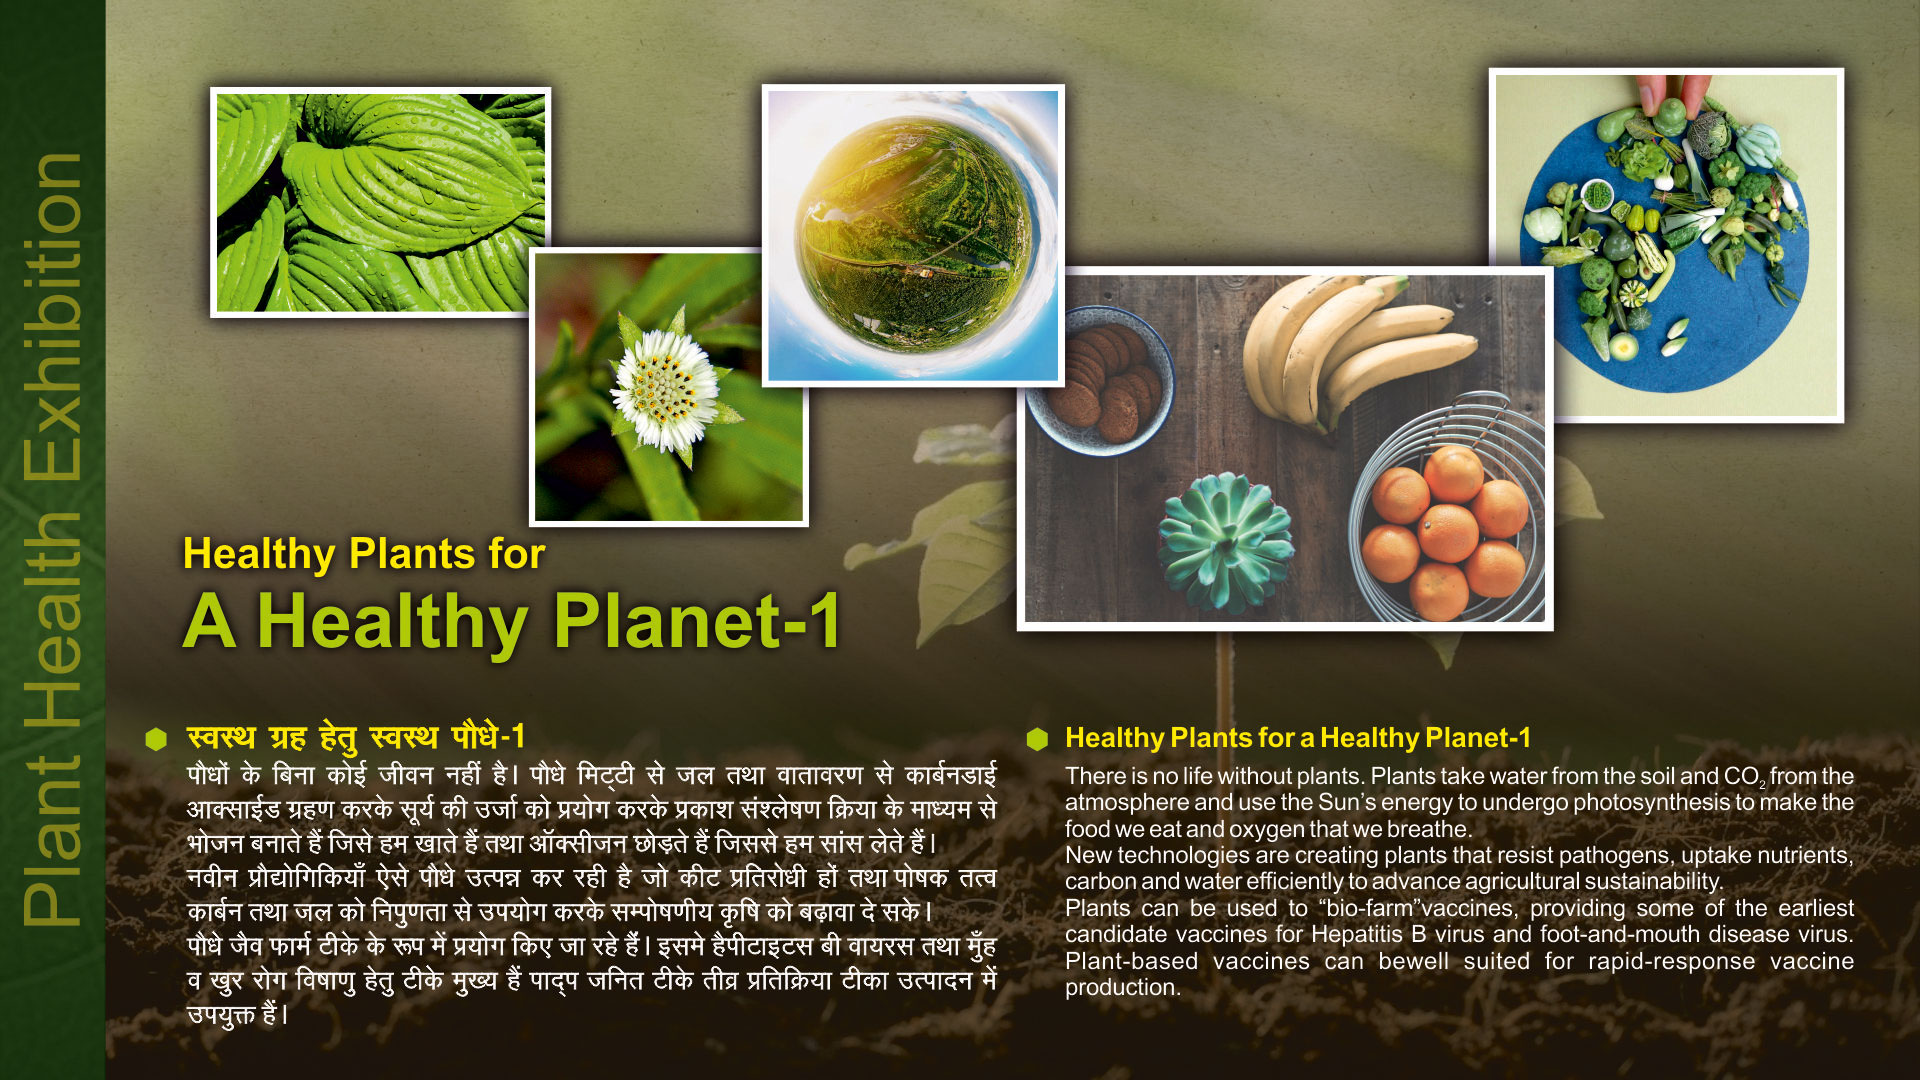 Plant Health Exhibition
Healthy Plants for
A Healthy Planet-1
स्वस्थ ग्रह हेतु स्वस्थ पौधे-1
पौधों के बिना कोई जीवन नहीं है। पौधे मिट्टी से जल तथा वातावरण से कार्बनडाई
आक्साईड ग्रहण करके सूर्य की उर्जा को प्रयोग करके प्रकाश संश्लेषण क्रिया के माध्यम से
भोजन बनाते हैं जिसे हम खाते हैं तथा ऑक्सीजन छोड़ते हैं जिससे हम सांस लेते हैं।
नवीन प्रौद्योगिकियाँ ऐसे पौधे उत्पन्न कर रही है जो कीट प्रतिरोधी हों तथा पोषक तत्व
कार्बन तथा जल को निपुणता से उपयोग करके सम्पोषणीय कृषि को बढ़ावा दे सके।
पौधे जैव फार्म टीके के रूप में प्रयोग किए जा रहे हैं। इसमे हैपीटाइटस बी वायरस तथा मुँह
व खुर रोग विषाणु हेतु टीके मुख्य हैं पाद्प जनित टीके तीव्र प्रतिक्रिया टीका उत्पादन में
उपयुक्त हैं।
Healthy Plants for a Healthy Planet-1
There is no life without plants. Plants take water from the soil and CO₂ from the
atmosphere and use the Sun's energy to undergo photosynthesis to make the
food we eat and oxygen that we breathe.
New technologies are creating plants that resist pathogens, uptake nutrients,
carbon and water efficiently to advance agricultural sustainability.
Plants can be used to “bio-farm”vaccines, providing some of the earliest
candidate vaccines for Hepatitis B virus and foot-and-mouth disease virus.
Plant-based vaccines can bewell suited for rapid-response vaccine
production.